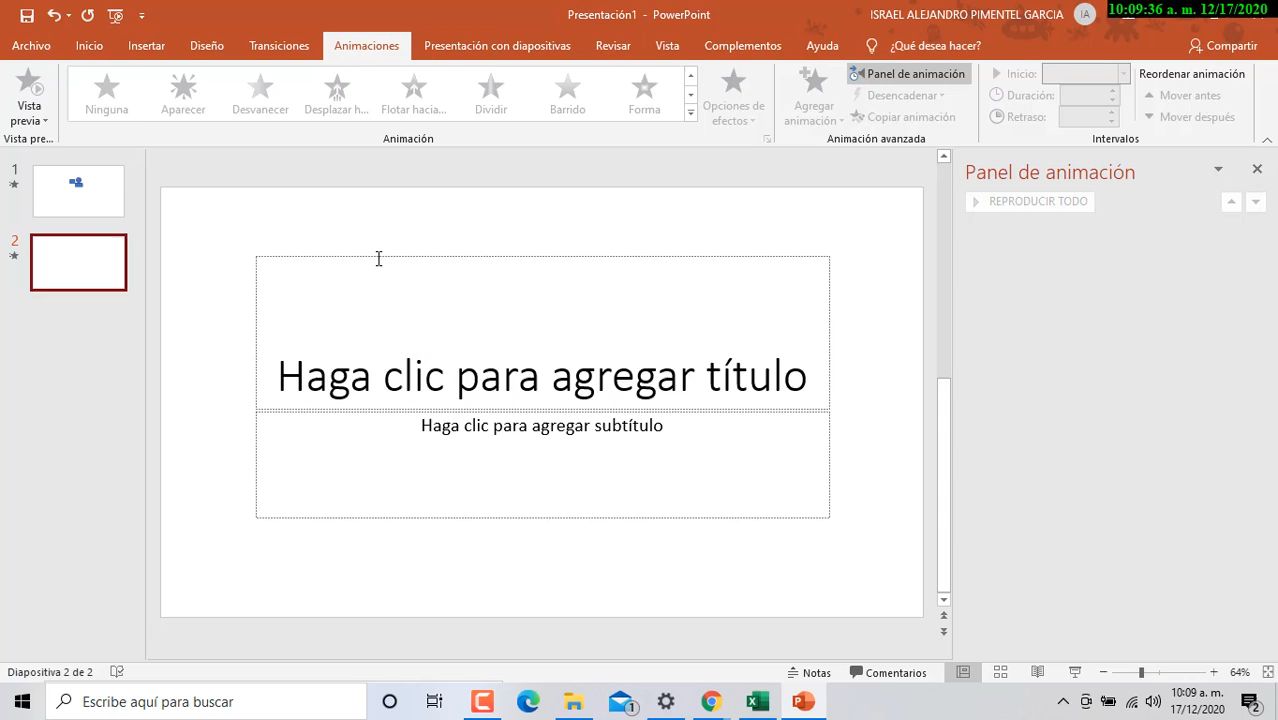 Presentación1 - PowerPoint
ISRAEL ALEJANDRO PIMENTEL GARCIA
IA
10:09:36 a. m. 12/17/2020
Archivo
Inicio
Insertar
Diseño
Transiciones
Animaciones
Presentación con diapositivas
Revisar
Vista
Complementos
Ayuda
¿Qué desea hacer?
Compartir
Vista previa
Ninguna
Aparecer
Desvanecer
Desplazar h...
Flotar hacia...
Dividir
Barrido
Forma
Opciones de efectos
Agregar animación
Panel de animación
Desencadenar
Copiar animación
Inicio:
Duración:
Retraso:
Reordenar animación
Mover antes
Mover después
Vista pre...
Animación
Animación avanzada
Intervalos
1
2
Haga clic para agregar título
Haga clic para agregar subtítulo
Panel de animación
REPRODUCIR TODO
Diapositiva 2 de 2
Notas
Comentarios
64%
Escribe aquí para buscar
1
10:09 a. m.
17/12/2020
2